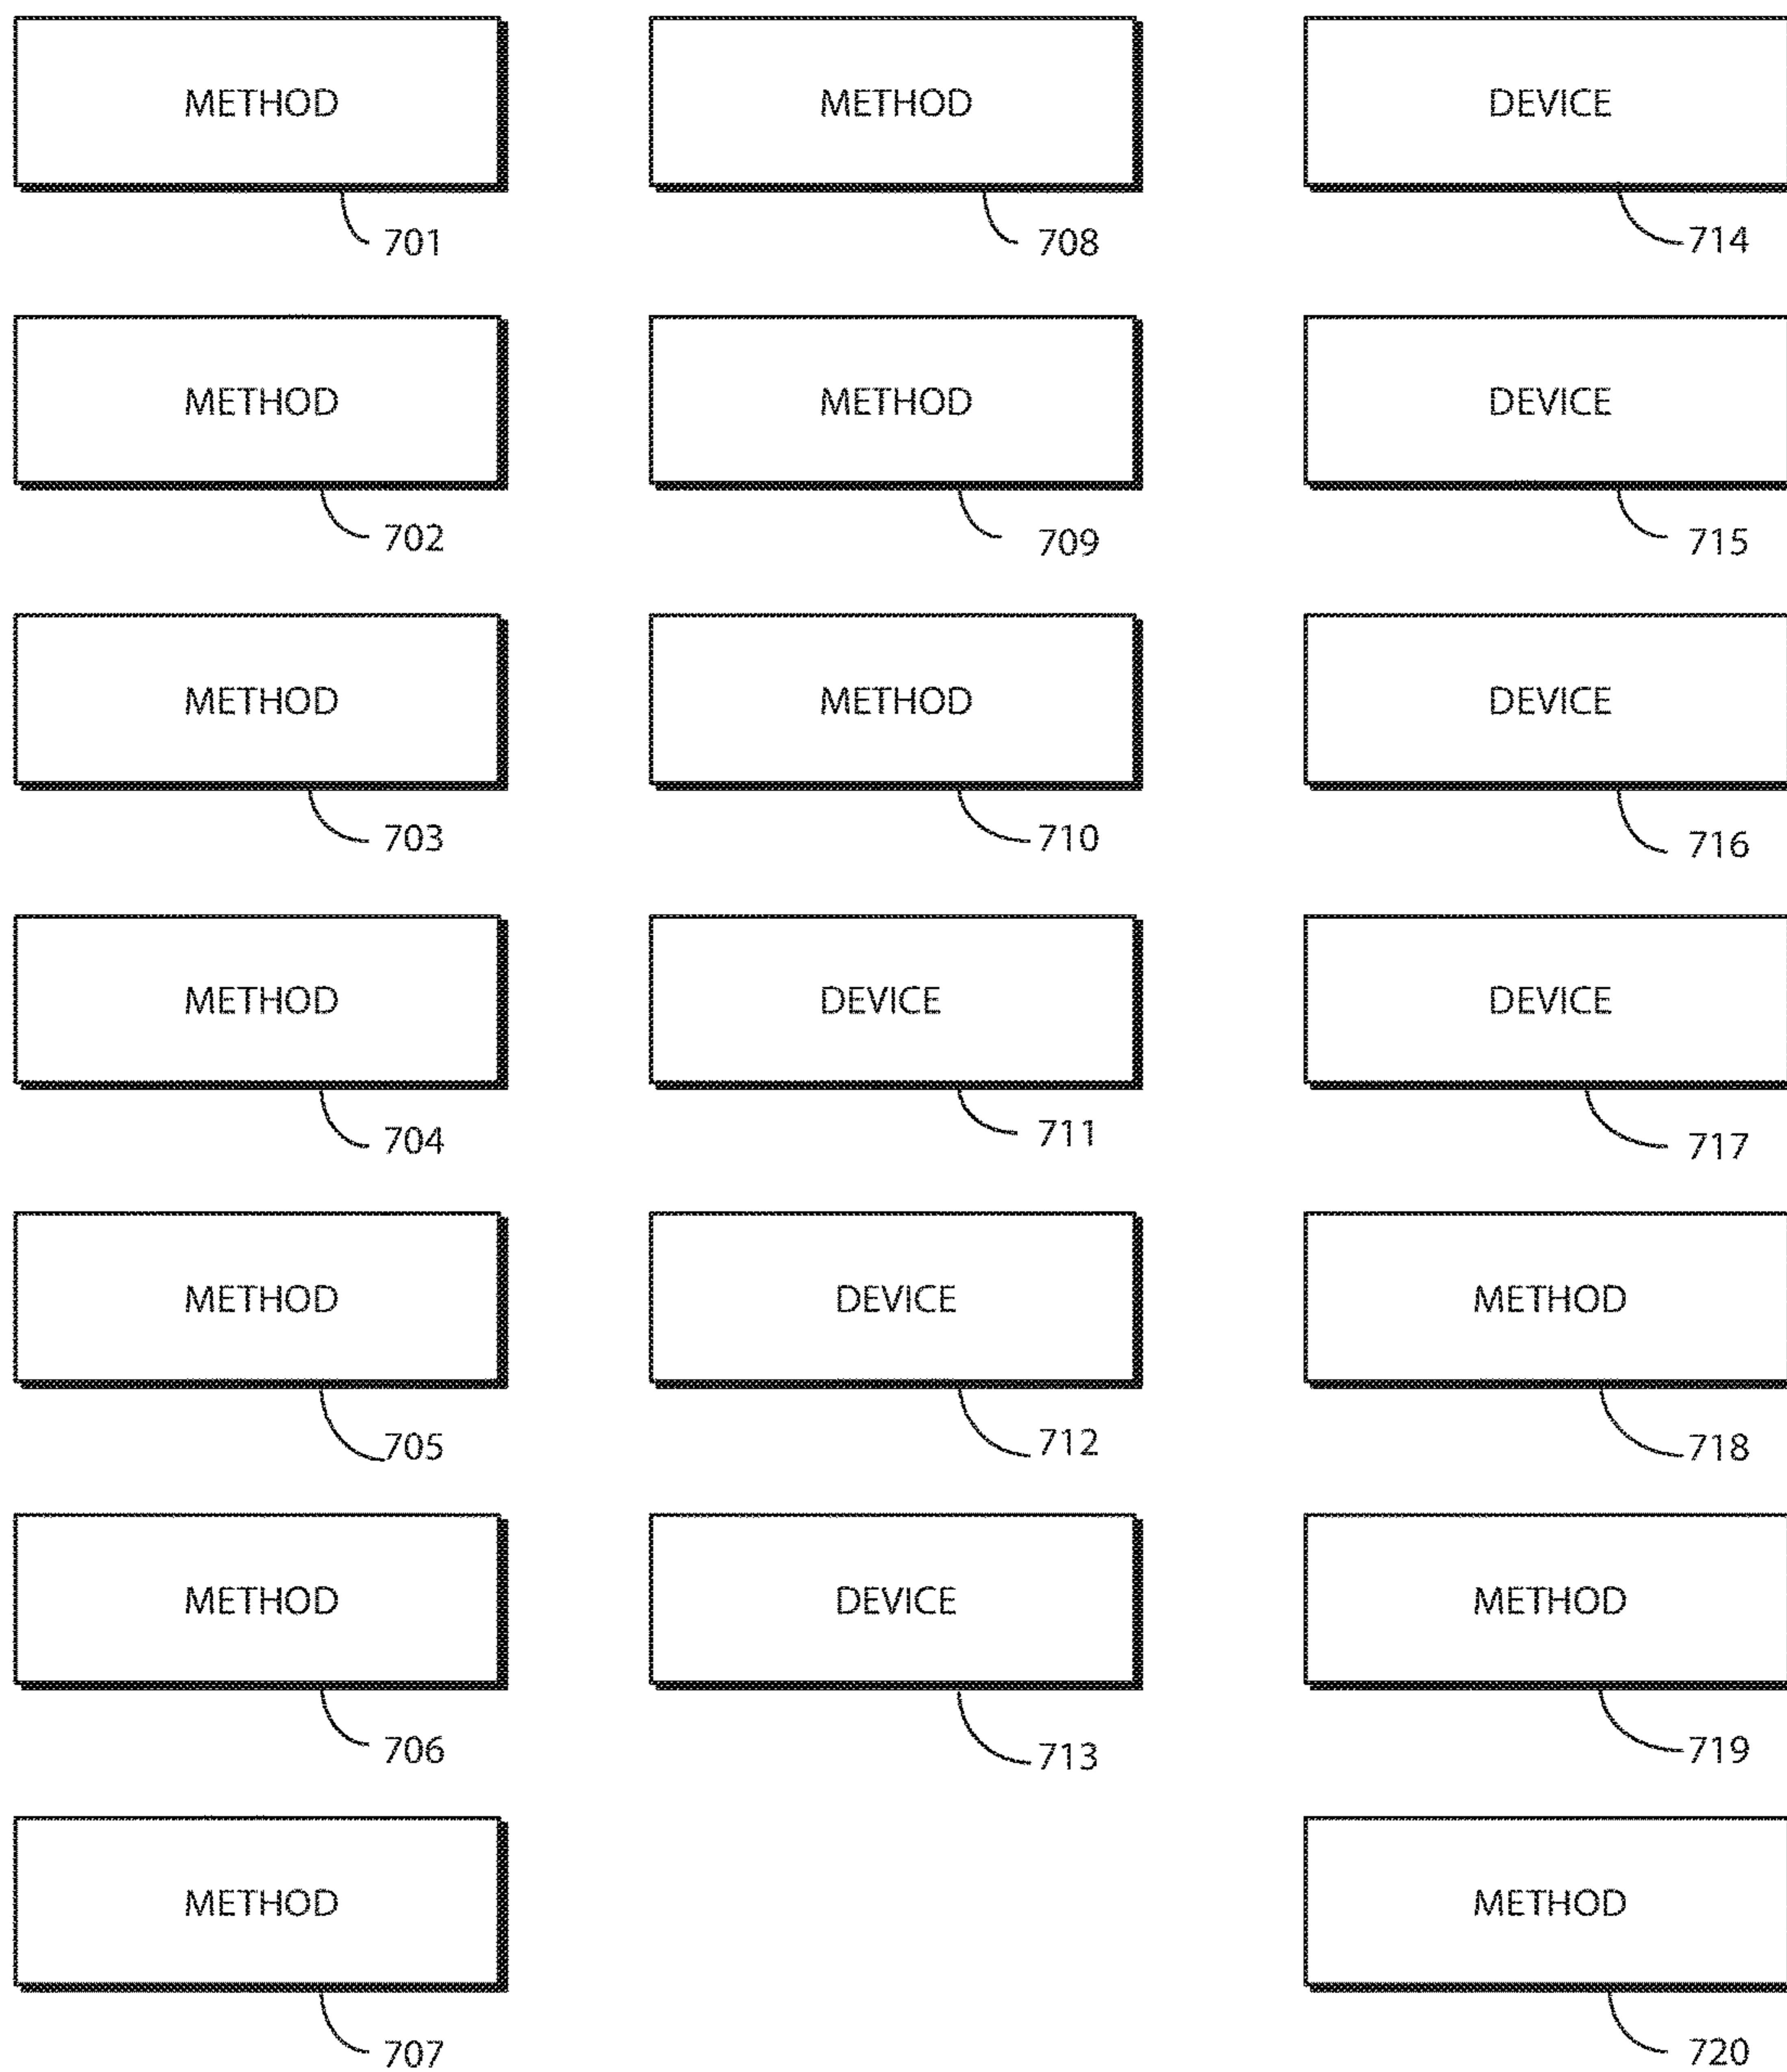 METHOD
701
METHOD
702
METHOD
703
METHOD
704
METHOD
705
METHOD
706
METHOD
707
METHOD
708
METHOD
709
METHOD
710
DEVICE
711
DEVICE
712
DEVICE
713
DEVICE
714
DEVICE
715
DEVICE
716
DEVICE
717
METHOD
718
METHOD
719
METHOD
720